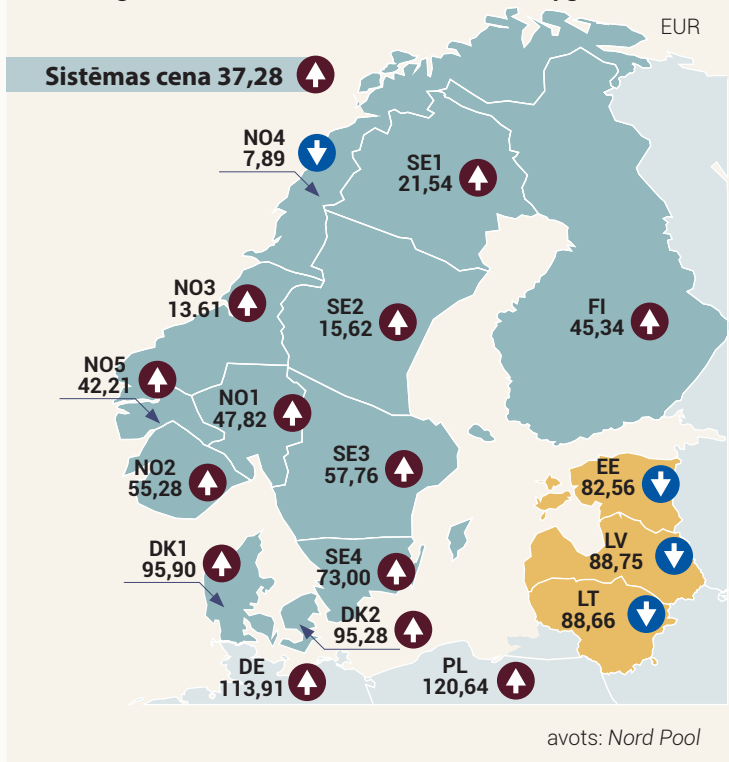 EUR
Sistēmas cena 37,28
NO4
7,89
SE1
21,54
NO3
13.61
SE2
15,62
FI
45,34
NO5
42,21
NO1
47,82
SE3
57,76
NO2
55,28
EE
82,56
DK1
95,90
SE4
73,00
LV
88,75
LT
88,66
DK2
95,28
DE
113,91
PL
120,64
avots: Nord Pool